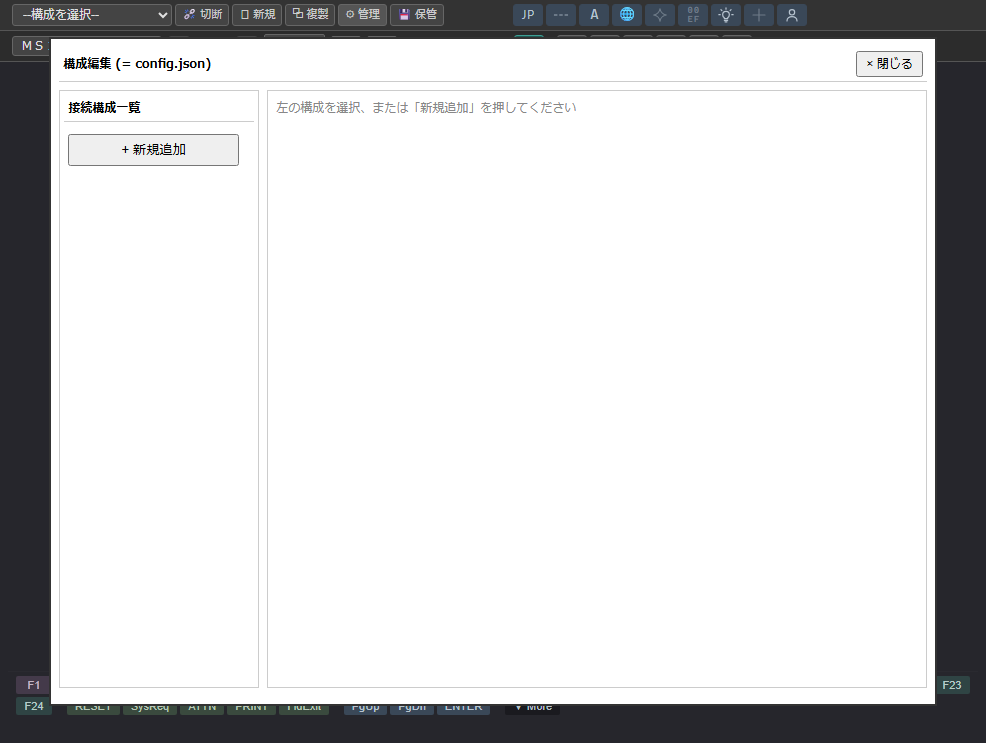 --構成を選択-- 切断 新規 複製 管理 保管 JP --- A 00 EF
MS
構成編集 (= config.json) × 閉じる
接続構成一覧
+ 新規追加
左の構成を選択、または「新規追加」を押してください
F1 F23
F24 RESET SysReq ATTN PRINT FldExit PgUp PgDn ENTER ▼ More